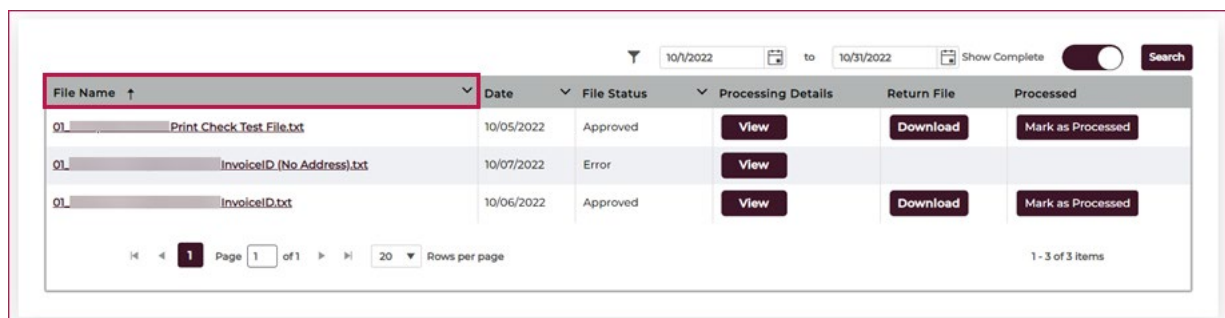 10/1/2022 to 10/31/2022 Show Complete Search
File Name ↑ Date File Status Processing Details Return File Processed
01_ Print Check Test File.txt 10/05/2022 Approved View Download Mark as Processed
01_ InvoiceID (No Address).txt 10/07/2022 Error View
01_ InvoiceID.txt 10/06/2022 Approved View Download Mark as Processed
1 Page 1 of 1 20 Rows per page 1 - 3 of 3 items